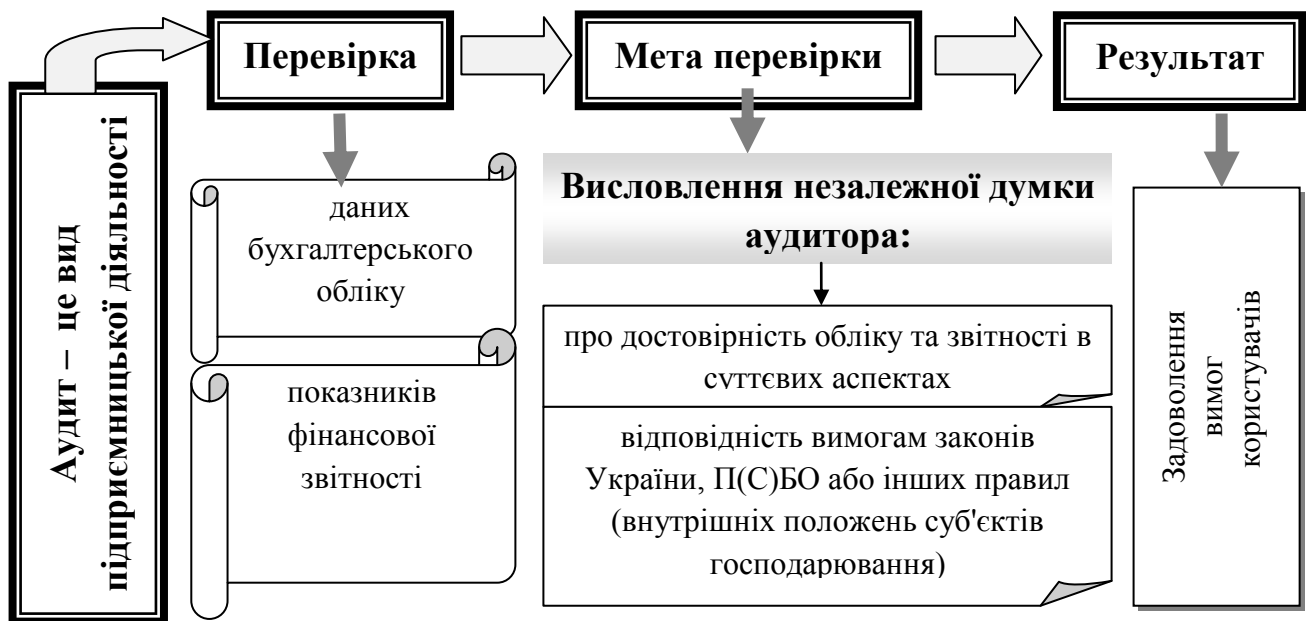 Аудит – це вид
підприємницької діяльності
Перевірка
даних
бухгалтерського
обліку
показників
фінансової
звітності
Мета перевірки
Висловлення незалежної думки
аудитора:
про достовірність обліку та звітності в
суттєвих аспектах
відповідність вимогам законів
України, П(С)БО або інших правил
(внутрішніх положень суб'єктів
господарювання)
Результат
Задоволення
вимог
користувачів